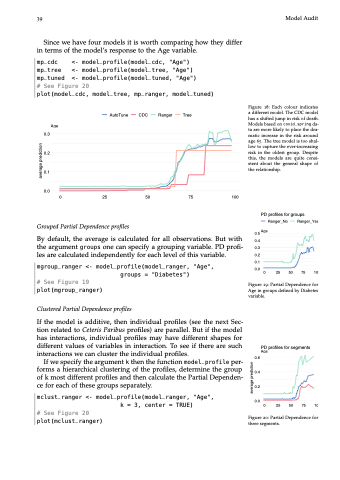 39
Model Audit
Since we have four models it is worth comparing how they differ
in terms of the model's response to the Age variable.
mp_cdc <- model_profile(model_cdc, "Age")
mp_tree <- model_profile(model_tree, "Age")
mp_tuned <- model_profile(model_tuned, "Age")
# See Figure 20
plot(model_cdc, model_tree, mp_ranger, model_tuned)
AutoTune CDC Ranger Tree
Age
average prediction
0.3
0.2
0.1
0.0
0 25 50 75 100
Figure 18: Each colour indicates
a different model. The CDC model
has a shifted jump in risk of death.
Models based on covid_spring da-
ta are more likely to place the dra-
matic increase in the risk around
age 65. The tree model is too shal-
low to capture the ever-increasing
risk in the oldest group. Despite
this, the models are quite consi-
stent about the general shape of
the relationship.
Grouped Partial Dependence profiles
By default, the average is calculated for all observations. But with
the argument groups one can specify a grouping variable. PD profi-
les are calculated independently for each level of this variable.
mgroup_ranger <- model_profile(model_ranger, "Age",
groups = "Diabetes")
# See Figure 19
plot(mgroup_ranger)
PD profiles for groups
Ranger_No Ranger_Yes
Age
0.5
0.4
0.3
0.2
0.1
0.0
0 25 50 75 10
Figure 19: Partial Dependence for
Age in groups defined by Diabetes
variable.
Clustered Partial Dependence profiles
If the model is additive, then individual profiles (see the next Sec-
tion related to Ceteris Paribus profiles) are parallel. But if the model
has interactions, individual profiles may have different shapes for
different values of variables in interaction. To see if there are such
interactions we can cluster the individual profiles.
If we specify the argument k then the function model_profile per-
forms a hierarchical clustering of the profiles, determine the group
of k most different profiles and then calculate the Partial Dependen-
ce for each of these groups separately.
mclust_ranger <- model_profile(model_ranger, "Age",
k = 3, center = TRUE)
# See Figure 20
plot(mclust_ranger)
PD profiles for segments
Age
average prediction
0.6
0.4
0.2
0.0
0 25 50 75 10
Figure 20: Partial Dependence for
three segments.